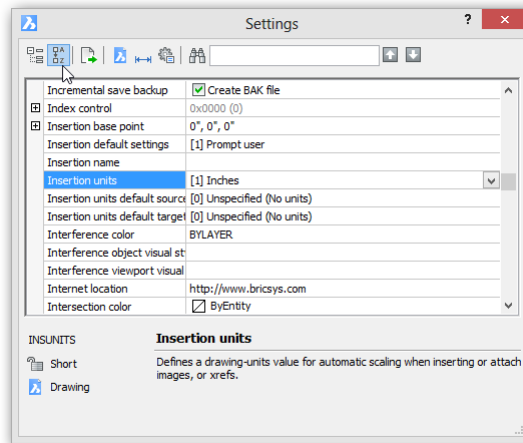 Settings
?
x
A
Z
Incremental save backup Create BAK file
Index control 0x0000 (0)
Insertion base point 0", 0", 0"
Insertion default settings [1] Prompt user
Insertion name
Insertion units [1] Inches
Insertion units default source [0] Unspecified (No units)
Insertion units default target [0] Unspecified (No units)
Interference color BYLAYER
Interference object visual st
Interference viewport visual
Internet location http://www.bricsys.com
Intersection color ByEntity
INSUNITS
Short
Drawing
Insertion units
Defines a drawing-units value for automatic scaling when inserting or attach
images, or xrefs.